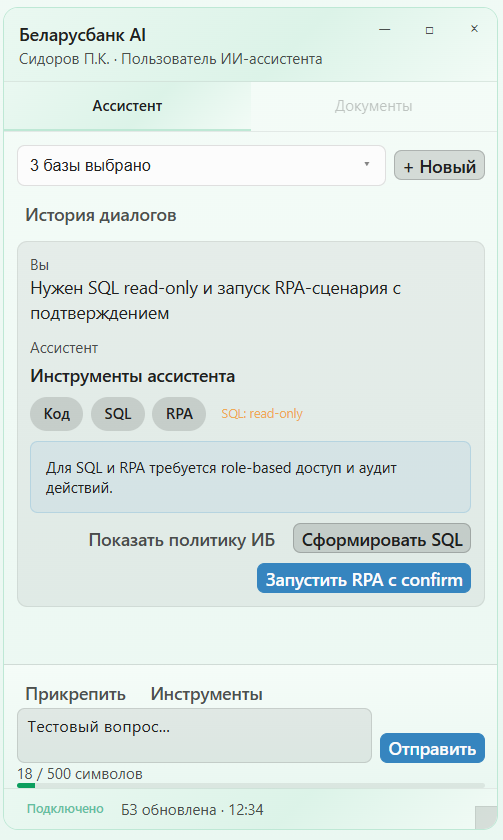 Беларусбанк AI
Сидоров П.К. · Пользователь ИИ-ассистента
Ассистент
Документы
3 базы выбрано
+ Новый
История диалогов
Вы
Нужен SQL read-only и запуск RPA-сценария с
подтверждением
Ассистент
Инструменты ассистента
Код
SQL
RPA
SQL: read-only
Для SQL и RPA требуется role-based доступ и аудит
действий.
Показать политику ИБ
Сформировать SQL
Запустить RPA с confirm
Прикрепить
Инструменты
Тестовый вопрос...
Отправить
18 / 500 символов
Подключено
БЗ обновлена · 12:34